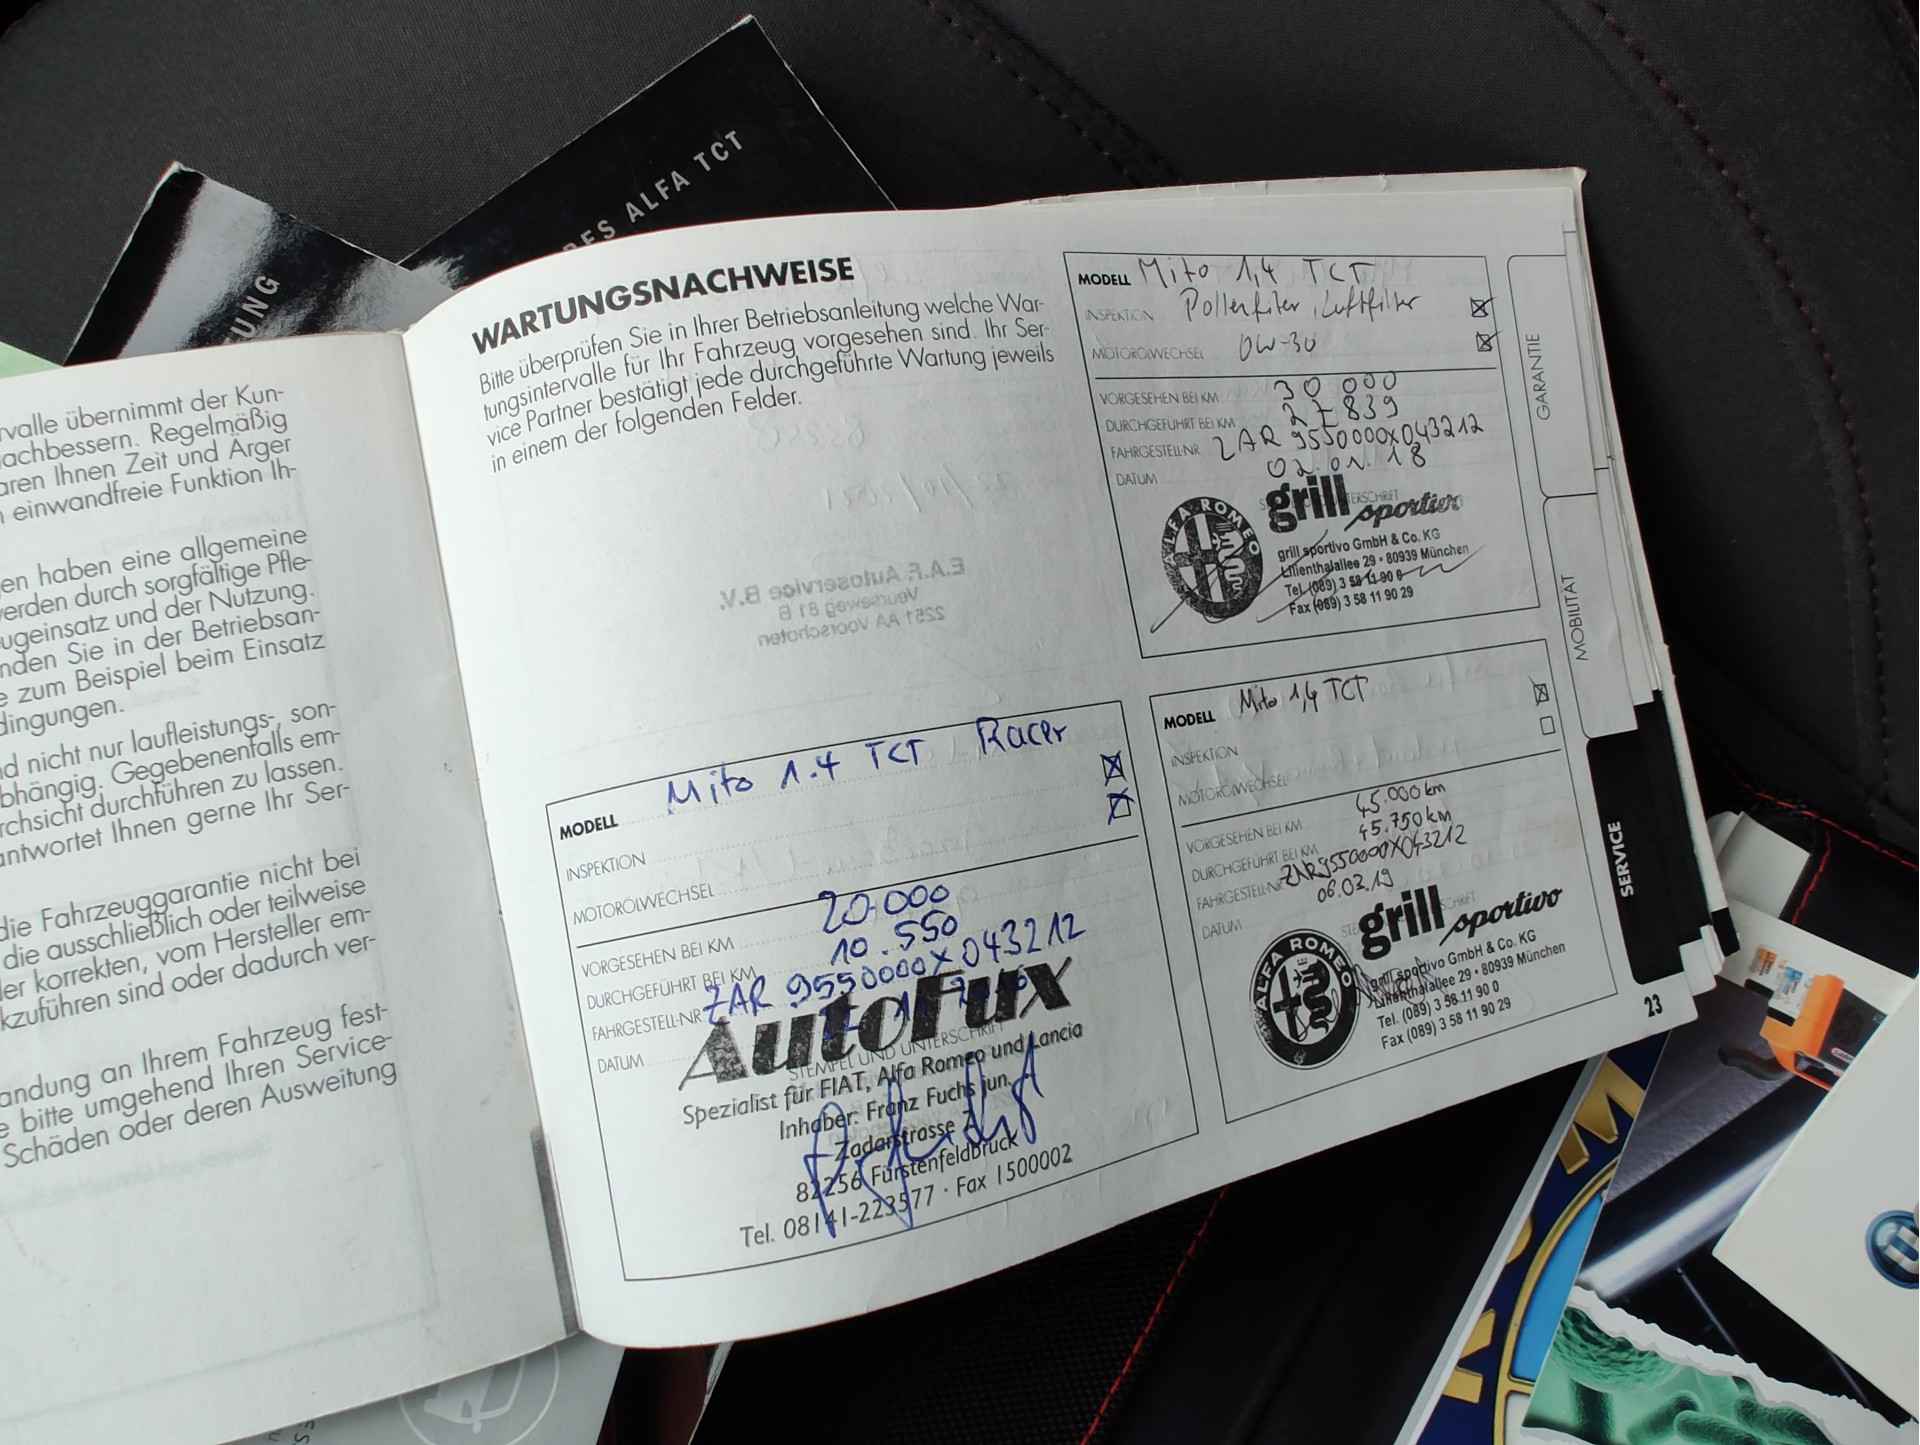 DES ALFA TCT
TUNG
rvalle übernimmt der Kun-
nachbessern. Regelmäßig
aren Ihnen Zeit und Ärger
n einwandfreie Funktion Ih-
gen haben eine allgemeine
werden durch sorgfältige Pfle-
ugeinsatz und der Nutzung.
nden Sie in der Betriebsan-
e zum Beispiel beim Einsatz
dingungen.
nd nicht nur laufleistungs-, son-
bhängig. Gegebenenfalls em-
rchsicht durchführen zu lassen.
antwortet Ihnen gerne Ihr Ser-
die Fahrzeuggarantie nicht bei
die ausschließlich oder teilweise
der korrekten, vom Hersteller em-
kzuführen sind oder dadurch ver-
andung an Ihrem Fahrzeug fest-
e bitte umgehend Ihren Service-
Schäden oder deren Ausweitung
WARTUNGSNACHWEISE
Bitte überprüfen Sie in Ihrer Betriebsanleitung welche War-
tungsintervalle für Ihr Fahrzeug vorgesehen sind. Ihr Ser-
vice Partner bestätigt jede durchgeführte Wartung jeweils
in einem der folgenden Felder.
E.A.F. Autoservice B.V.
Veurseweg 81 B
2251 AA Voorschoten
MODELL Mito 1.4 TCT Racer
INSPEKTION
MOTORÖLWECHSEL
VORGESEHEN BEI KM 20.000
DURCHGEFÜHRT BEI KM 10.550
FAHRGESTELL-NR. ZAR 9550000X043212
DATUM
STEMPEL UND UNTERSCHRIFT
AutoFux
Spezialist für FIAT, Alfa Romeo und Lancia
Inhaber: Franz Fuchs jun.
Zadarstrasse 7
82256 Fürstenfeldbruck
Tel. 08141-223577 · Fax 1500002
MODELL Mito 1,4 TCT
INSPEKTION Pollenfilter, Luftfilter
MOTORÖLWECHSEL 0W-30
VORGESEHEN BEI KM 30 000
DURCHGEFÜHRT BEI KM 27 839
FAHRGESTELL-NR. ZAR 9550000X043212
DATUM 02.01.18
ALFA ROMEO
grill sportivo
grill sportivo GmbH & Co. KG
Lilienthalallee 29 • 80939 München
Tel. (089) 3 58 11 90 0
Fax (089) 3 58 11 90 29
MODELL Mito 1,4 TCT
INSPEKTION
MOTORÖLWECHSEL
VORGESEHEN BEI KM 45.000 km
DURCHGEFÜHRT BEI KM 45.750 km
FAHRGESTELL-NR. ZAR9550000X043212
DATUM 06.03.19
ALFA ROMEO
grill sportivo
grill sportivo GmbH & Co. KG
Lilienthalallee 29 • 80939 München
Tel. (089) 3 58 11 90 0
Fax (089) 3 58 11 90 29
GARANTIE
MOBILITÄT
SERVICE
23